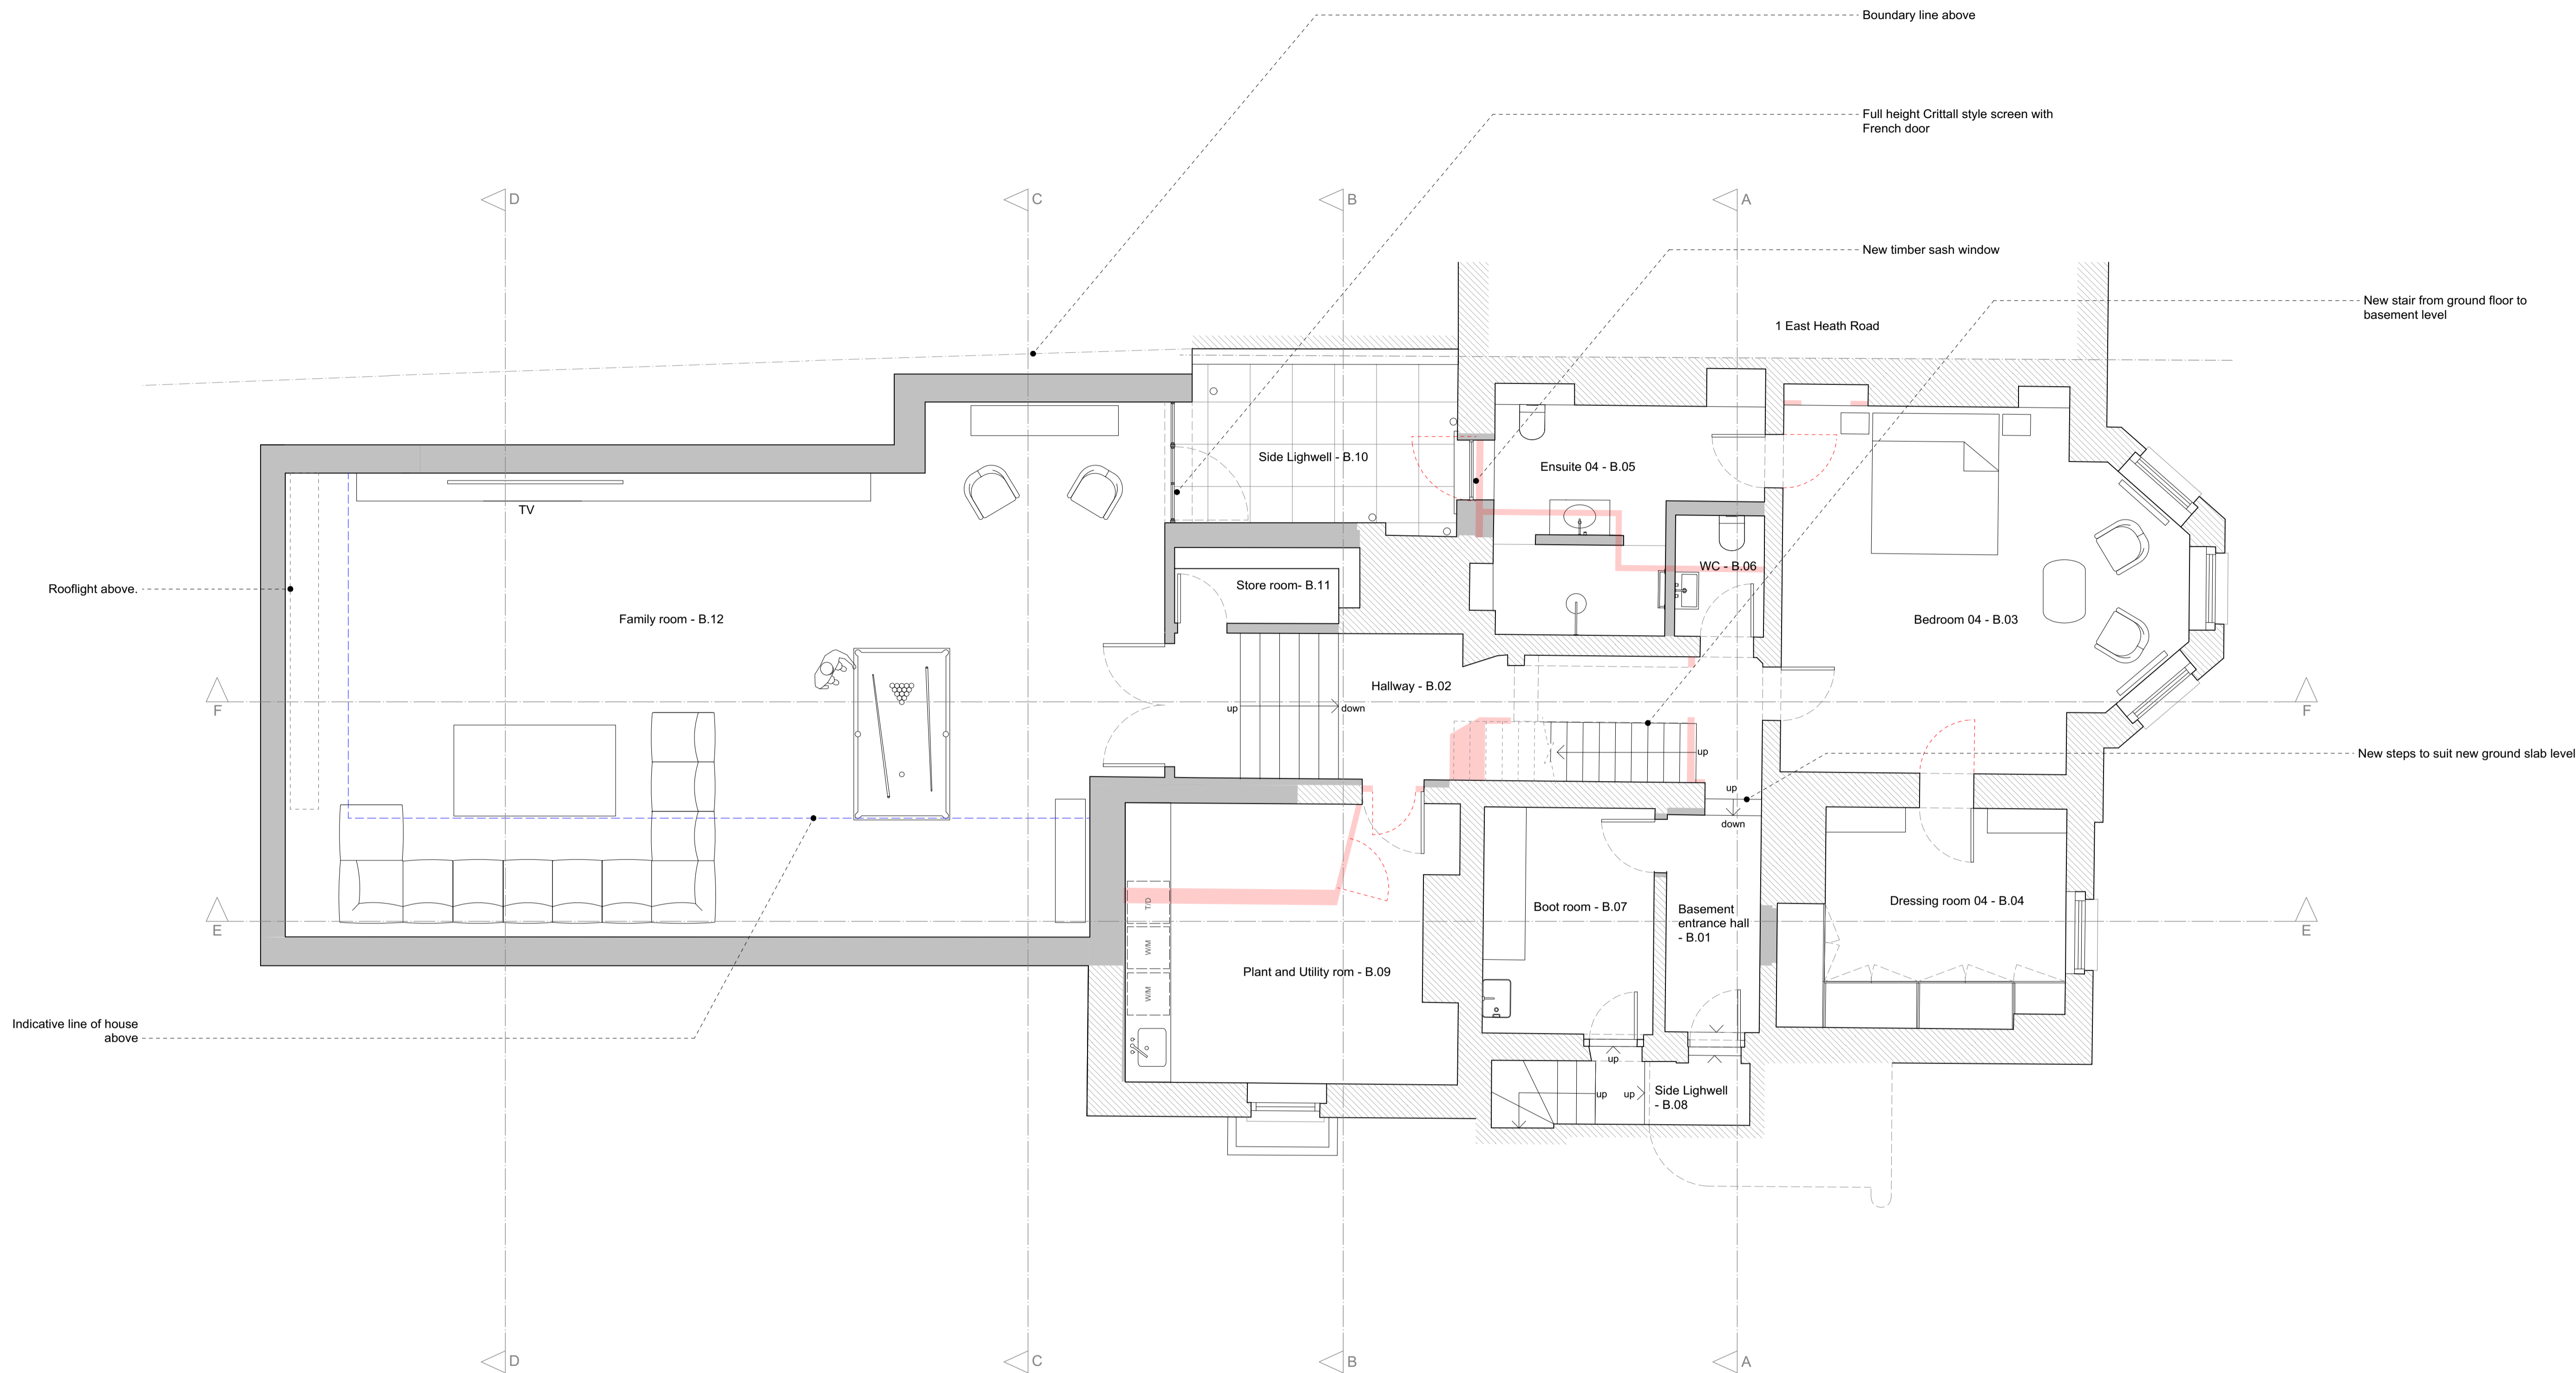 Boundary line above
Full height Crittall style screen with
French door
D
C
B
A
New timber sash window
New stair from ground floor to
basement level
1 East Heath Road
Side Lighwell - B.10
Ensuite 04 - B.05
TV
WC - B.06
Store room- B.11
Rooflight above.
Family room - B.12
Bedroom 04 - B.03
Hallway - B.02
up
down
F
F
up
New steps to suit new ground slab level
up
down
T/D
Boot room - B.07
Basement
entrance hall
- B.01
Dressing room 04 - B.04
E
E
W/M
Plant and Utility rom - B.09
W/M
Indicative line of house
above
up
up
up
Side Lighwell
- B.08
D
C
B
A